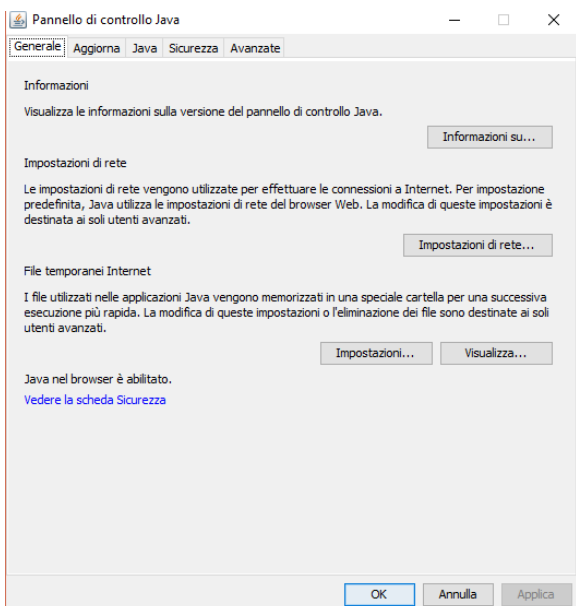 Pannello di controllo Java
Generale Aggiorna Java Sicurezza Avanzate
Informazioni
Visualizza le informazioni sulla versione del pannello di controllo Java.
Informazioni su...
Impostazioni di rete
Le impostazioni di rete vengono utilizzate per effettuare le connessioni a Internet. Per impostazione
predefinita, Java utilizza le impostazioni di rete del browser Web. La modifica di queste impostazioni è
destinata ai soli utenti avanzati.
Impostazioni di rete...
File temporanei Internet
I file utilizzati nelle applicazioni Java vengono memorizzati in una speciale cartella per una successiva
esecuzione più rapida. La modifica di queste impostazioni o l'eliminazione dei file sono destinate ai soli
utenti avanzati.
Impostazioni... Visualizza...
Java nel browser è abilitato.
Vedere la scheda Sicurezza
OK Annulla Applica